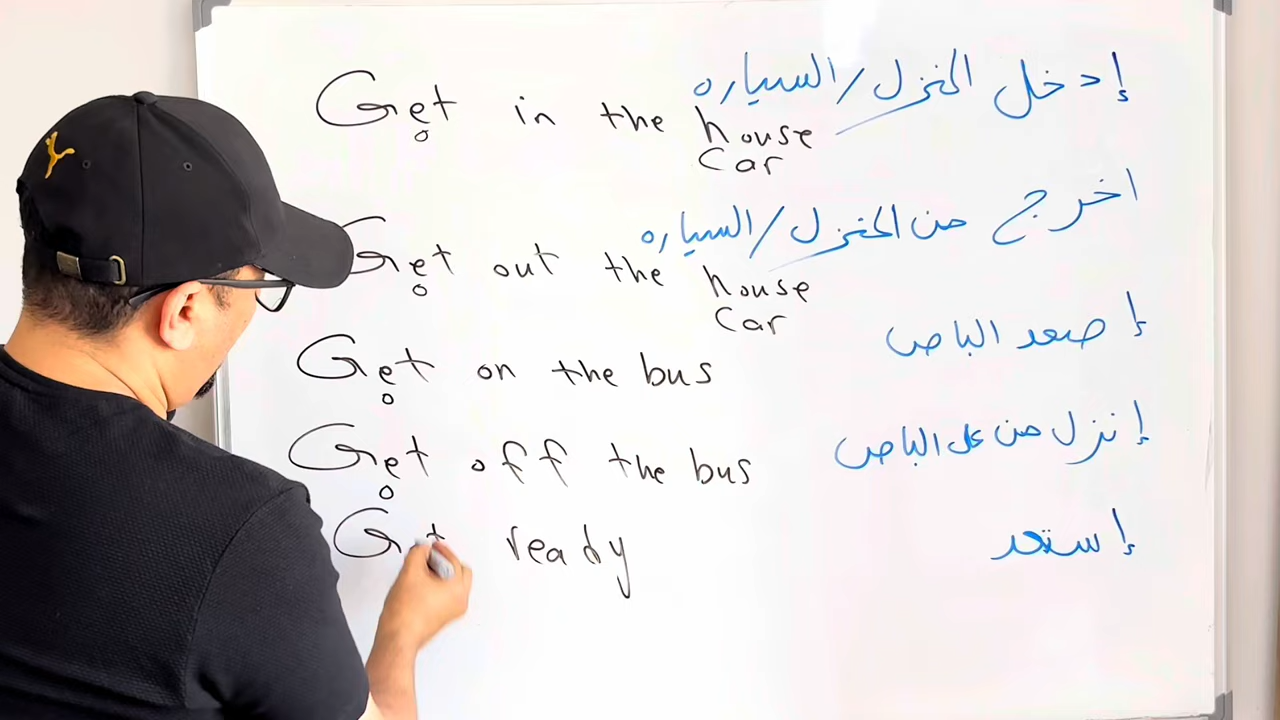 Get in the house إدخل المنزل/السياره
car
Get out the house اخرج من المنزل/السياره
car
Get on the bus إصعد الباص
Get off the bus إنزل من على الباص
Get ready إستعد